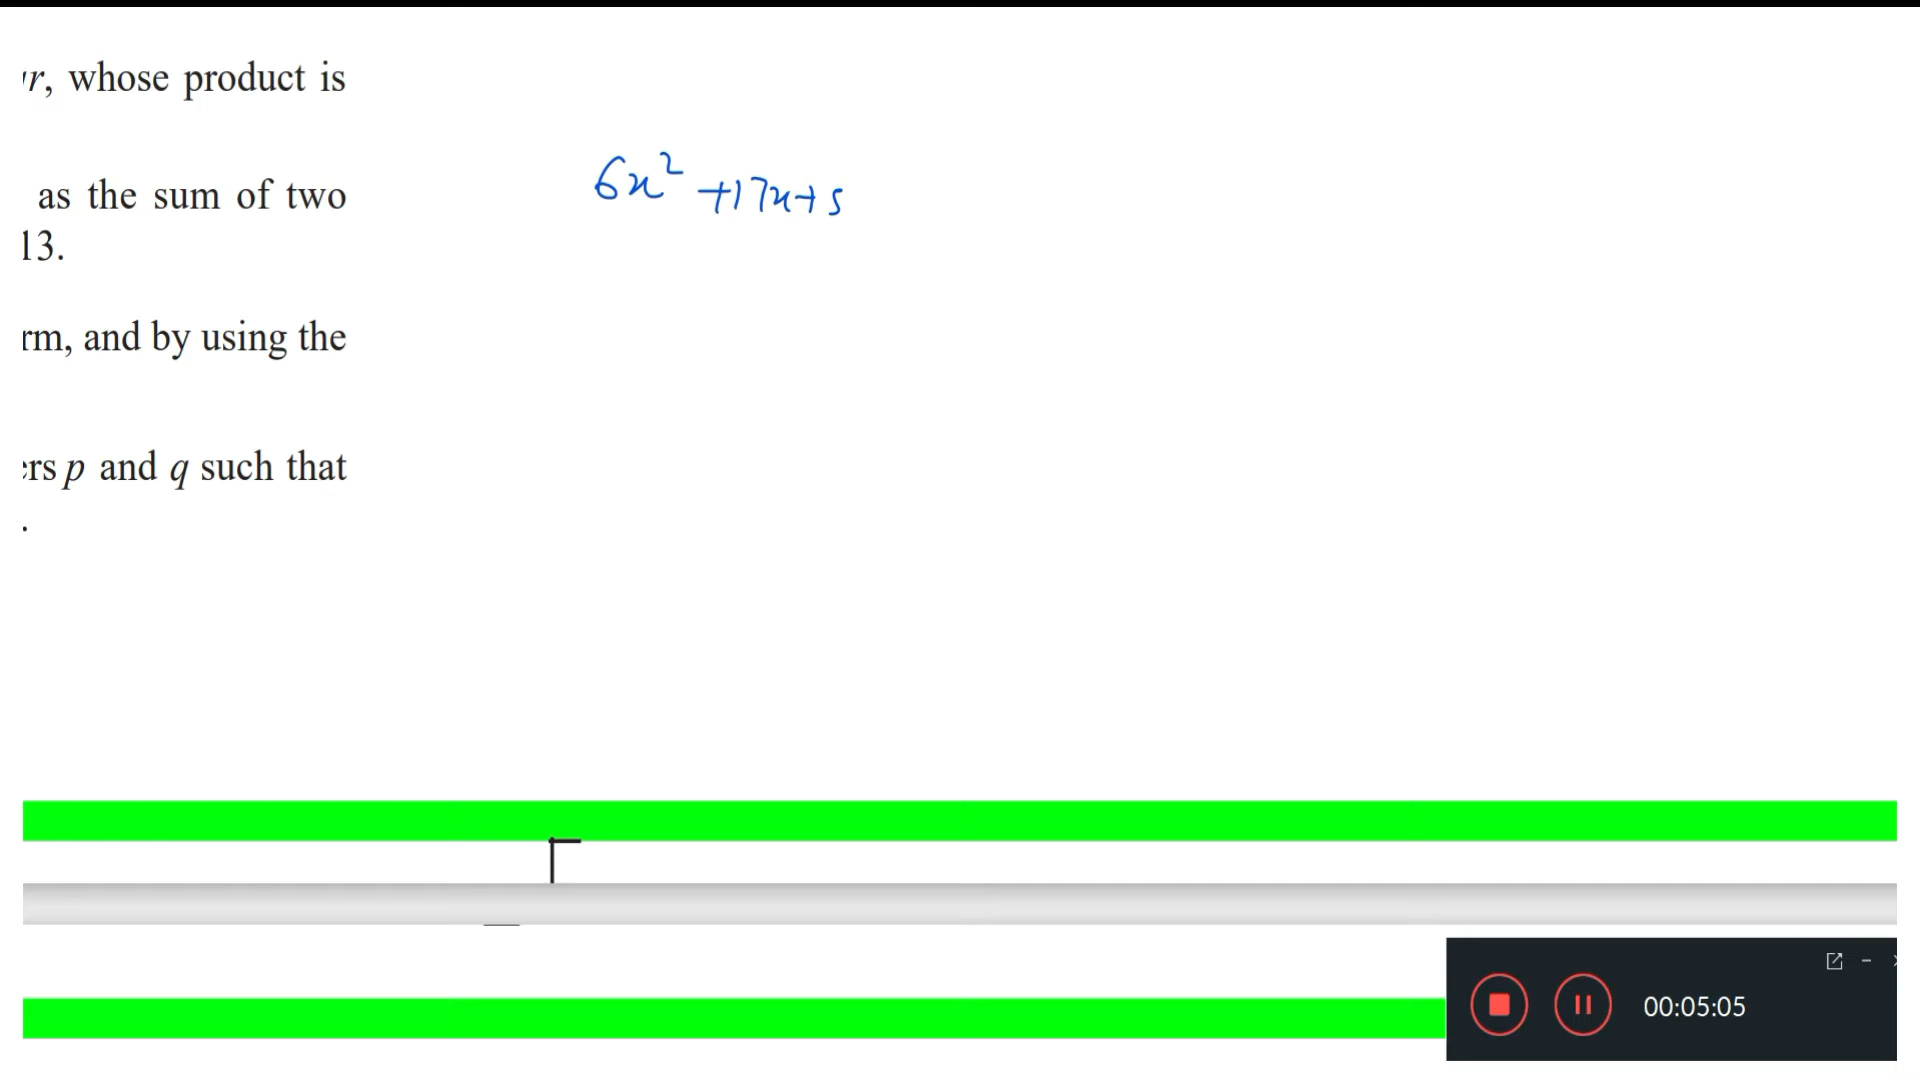 r, whose product is
6x² +17x+5
as the sum of two
13.
rm, and by using the
ers p and q such that
.
00:05:05